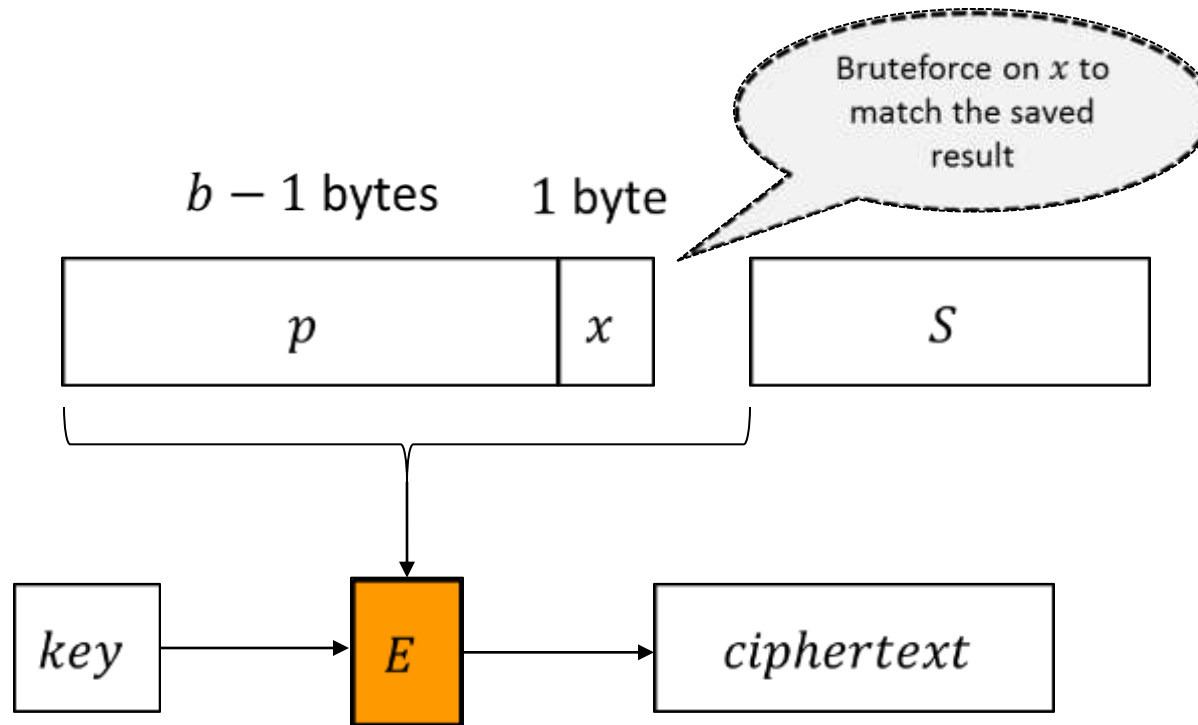 Bruteforce on x to
match the saved
result
b − 1 bytes
1 byte
p
x
S
key
E
ciphertext